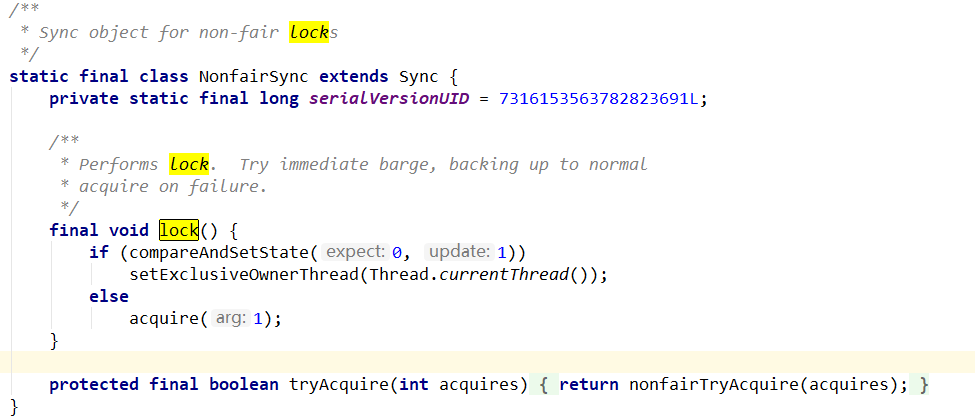 /**
 * Sync object for non-fair locks
 */
static final class NonfairSync extends Sync {
    private static final long serialVersionUID = 7316153563782823691L;

    /**
     * Performs lock.  Try immediate barge, backing up to normal
     * acquire on failure.
     */
    final void lock() {
        if (compareAndSetState( expect: 0, update: 1))
            setExclusiveOwnerThread(Thread.currentThread());
        else
            acquire( arg: 1);
    }

    protected final boolean tryAcquire(int acquires) { return nonfairTryAcquire(acquires); }
}